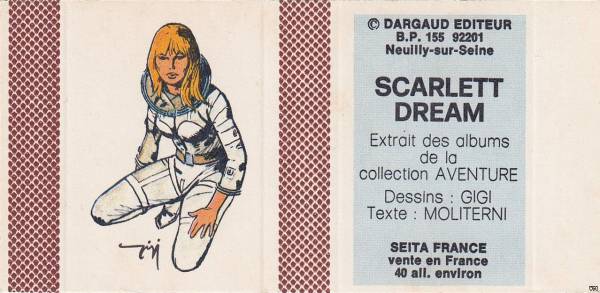 Gigi
© DARGAUD EDITEUR
B.P. 155 92201
Neuilly-sur-Seine
SCARLETT
DREAM
Extrait des albums
de la
collection AVENTURE
Dessins : GIGI
Texte : MOLITERNI
SEITA FRANCE
vente en France
40 all. environ